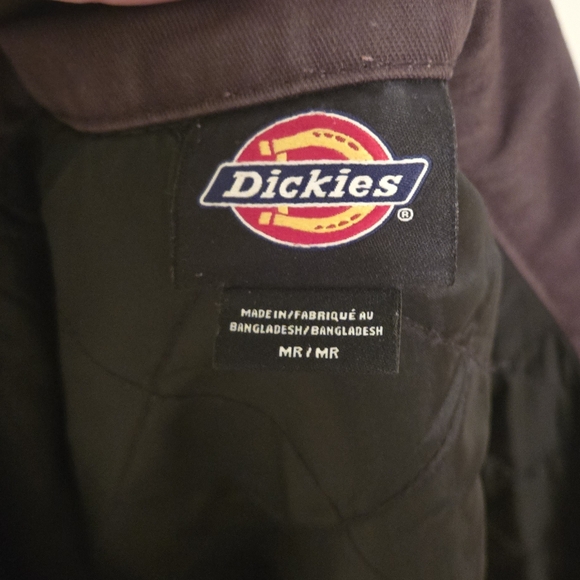 Dickies
®
MADE IN/FABRIQUÉ AU
BANGLADESH/BANGLADESH
MR / MR